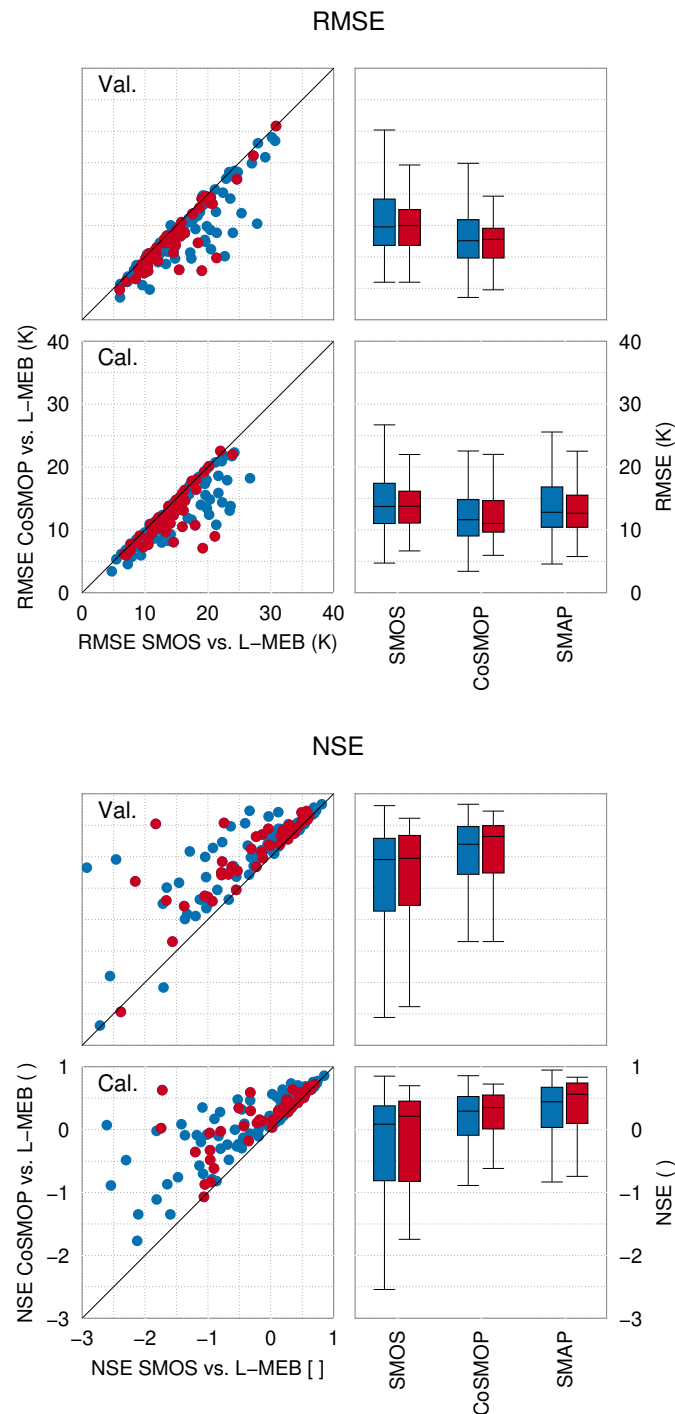 RMSE
Val.
Cal.
RMSE CoSMOP vs. L−MEB (K)
40
30
20
10
0
0 10 20 30 40
RMSE SMOS vs. L−MEB (K)
40
30
20
10
0
RMSE (K)
SMOS
CoSMOP
SMAP
NSE
Val.
Cal.
NSE CoSMOP vs. L−MEB ( )
1
0
−1
−2
−3
−3 −2 −1 0 1
NSE SMOS vs. L−MEB [ ]
1
0
−1
−2
−3
NSE ( )
SMOS
CoSMOP
SMAP